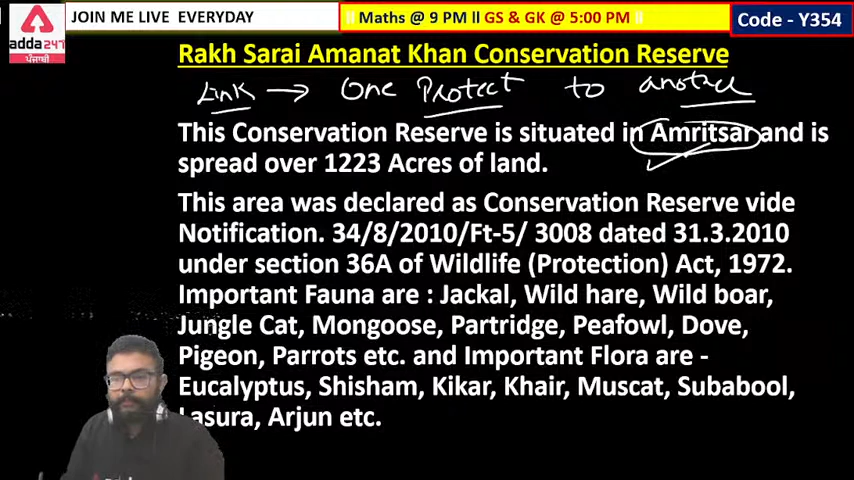 JOIN ME LIVE EVERYDAY
|| Maths @ 9 PM || GS & GK @ 5:00 PM ||
Code - Y354
adda247
ਪੰਜਾਬੀ
Rakh Sarai Amanat Khan Conservation Reserve
Link → One Protect to another
This Conservation Reserve is situated in Amritsar and is
spread over 1223 Acres of land.
This area was declared as Conservation Reserve vide
Notification. 34/8/2010/Ft-5/ 3008 dated 31.3.2010
under section 36A of Wildlife (Protection) Act, 1972.
Important Fauna are : Jackal, Wild hare, Wild boar,
Jungle Cat, Mongoose, Partridge, Peafowl, Dove,
Pigeon, Parrots etc. and Important Flora are -
Eucalyptus, Shisham, Kikar, Khair, Muscat, Subabool,
Lasura, Arjun etc.